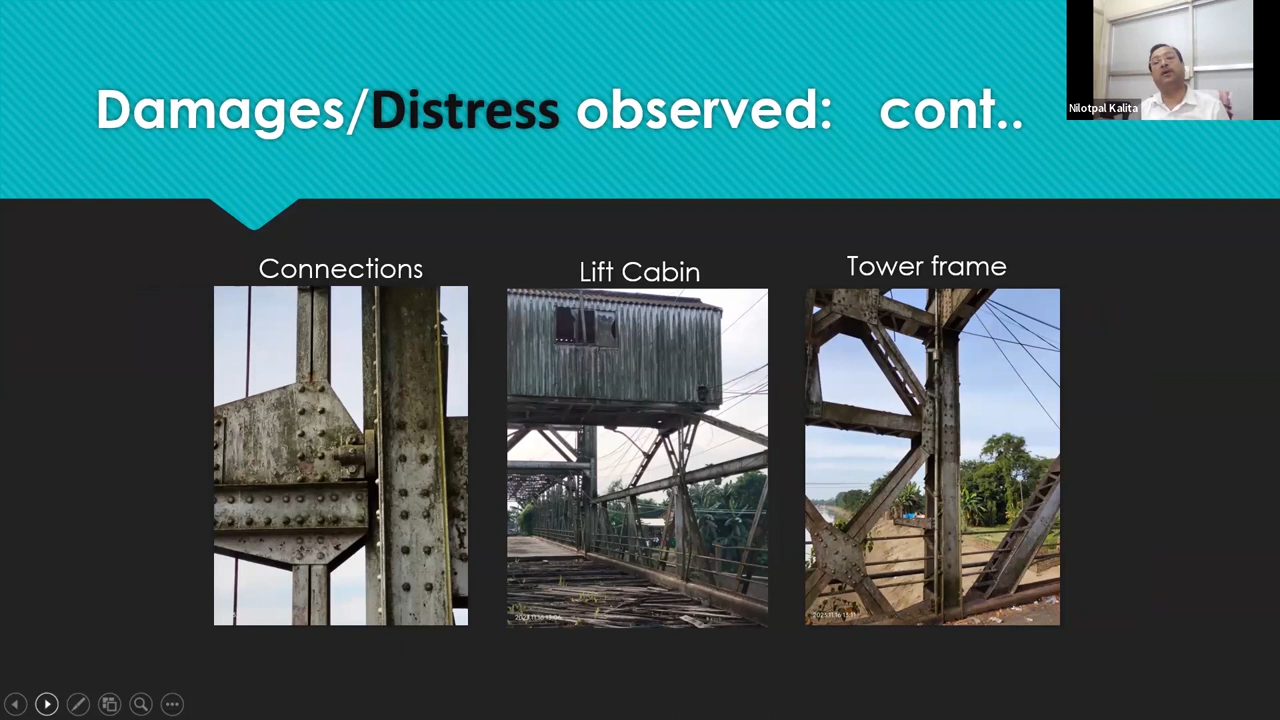 Damages/Distress observed: cont..
Nilotpal Kalita
Connections
Lift Cabin
Tower frame